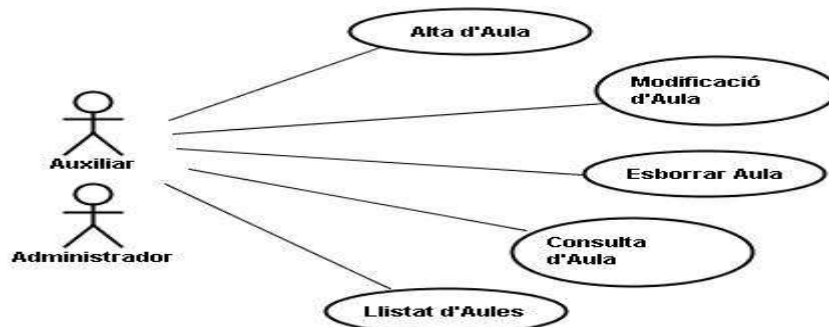 Alta d'Aula
Modificació
d'Aula
Auxiliar
Esborrar Aula
Administrador
Consulta
d'Aula
Llistat d'Aules